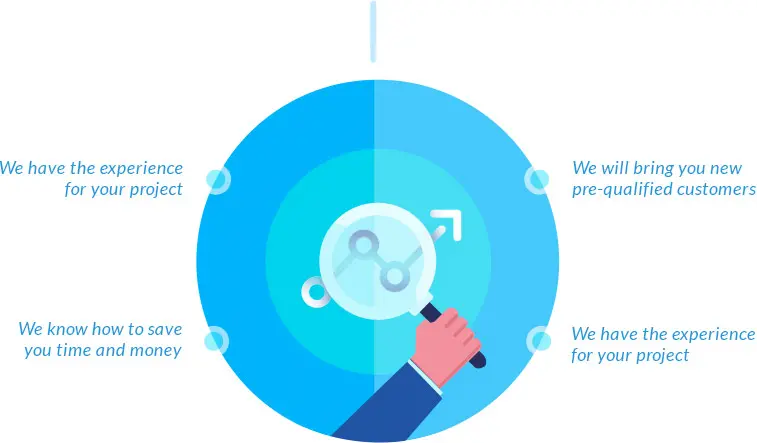 We have the experience
for your project
We will bring you new
pre-qualified customers
We know how to save
you time and money
We have the experience
for your project